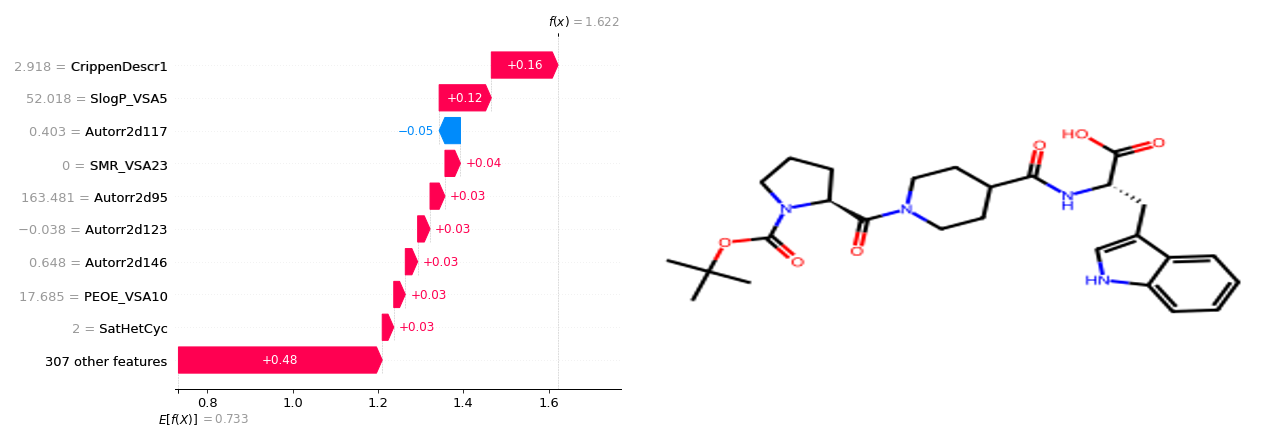 f(x) = 1.622
2.918 = CrippenDescr1
+0.16
52.018 = SlogP_VSA5
+0.12
0.403 = Autorr2d117
−0.05
0 = SMR_VSA23
+0.04
163.481 = Autorr2d95
+0.03
−0.038 = Autorr2d123
+0.03
0.648 = Autorr2d146
+0.03
17.685 = PEOE_VSA10
+0.03
2 = SatHetCyc
+0.03
307 other features
+0.48
0.8 1.0 1.2 1.4 1.6
E[f(X)] = 0.733
HO
O
O
N
H
N
N
O
O
O
HN